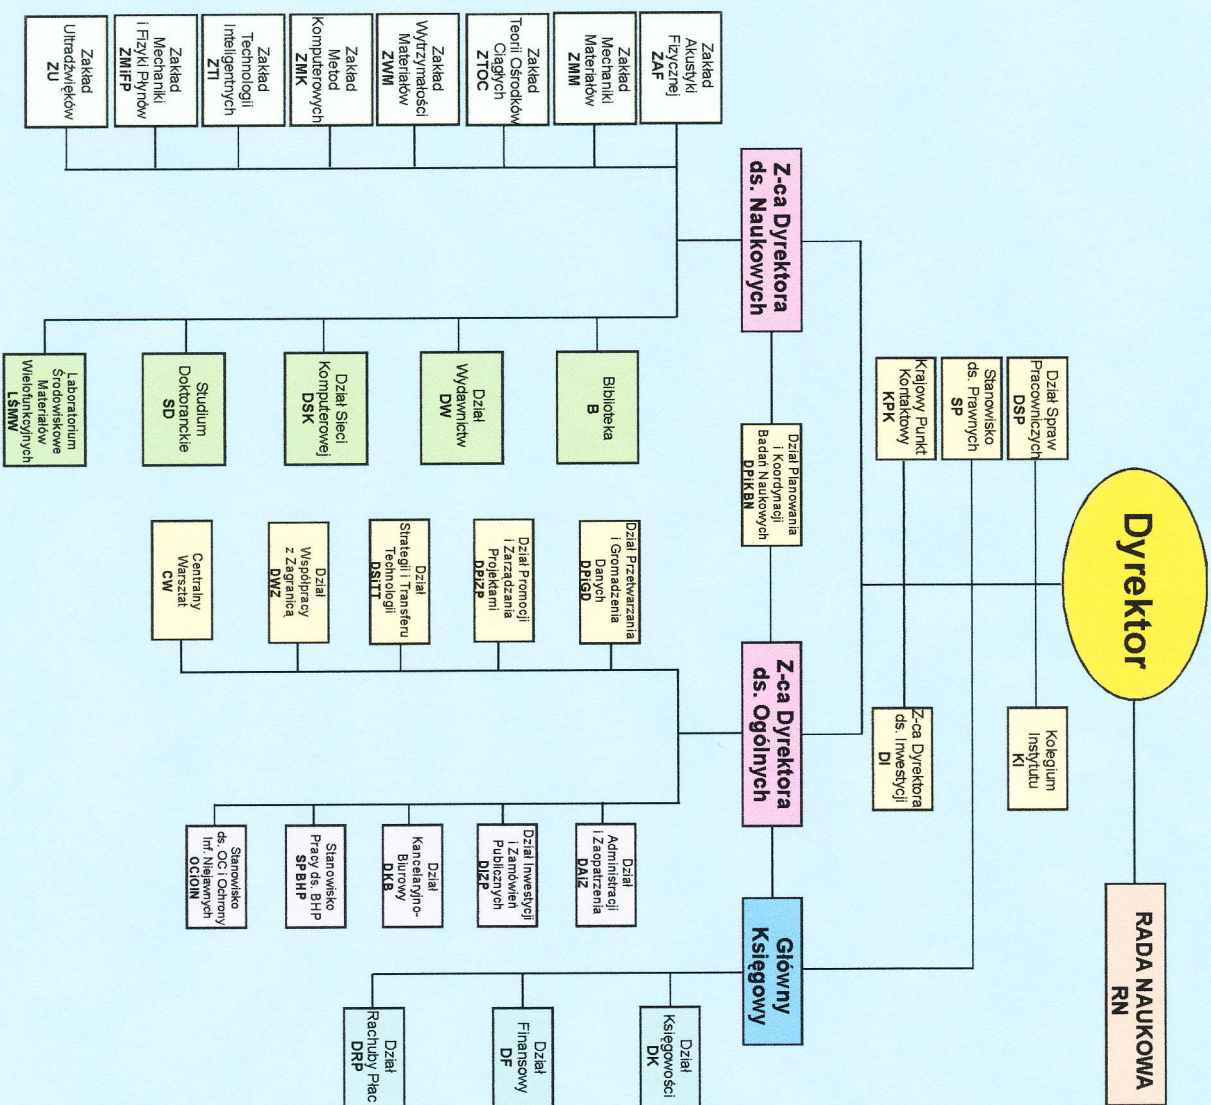 Dyrektor
RADA NAUKOWA
RN
Dział Spraw
Pracowniczych
DSP
Kolegium
Instytutu
KI
Stanowisko
ds. Prawnych
SP
Krajowy Punkt
Kontaktowy
KPK
Z-ca Dyrektora
ds. Inwestycji
DI
Z-ca Dyrektora
ds. Naukowych
Dział Planowania
i Koordynacji
Badań Naukowych
DPiKBN
Z-ca Dyrektora
ds. Ogólnych
Główny
Księgowy
Zakład
Akustyki
Fizycznej
ZAF
Zakład
Mechaniki
Materiałów
ZMM
Zakład
Teorii Ośrodków
Ciągłych
ZTOC
Zakład
Wytrzymałości
Materiałów
ZWM
Zakład
Metod
Komputerowych
ZMK
Zakład
Technologii
Inteligentnych
ZTI
Zakład
Mechaniki
i Fizyki Płynów
ZMiFP
Zakład
Ultradźwięków
ZU
Biblioteka
B
Dział
Wydawnictw
DW
Dział Sieci
Komputerowej
DSK
Studium
Doktoranckie
SD
Laboratorium
Środowiskowe
Materiałów
Wielofunkcyjnych
LŚMW
Dział Przetwarzania
i Gromadzenia
Danych
DPiGD
Dział Promocji
i Zarządzania
Projektami
DPiZP
Dział
Strategii i Transferu
Technologii
DSiTT
Dział
Współpracy
z Zagranicą
DWZ
Centralny
Warsztat
CW
Dział
Administracji
i Zaopatrzenia
DAiZ
Dział Inwestycji
i Zamówień
Publicznych
DIZP
Dział
Kancelaryjno-
Biurowy
DKB
Stanowisko
Pracy ds. BHP
SPBHP
Stanowisko
ds. OC i Ochrony
Inf. Niejawnych
OCiOIN
Dział
Księgowości
DK
Dział
Finansowy
DF
Dział
Rachuby Płac
DRP